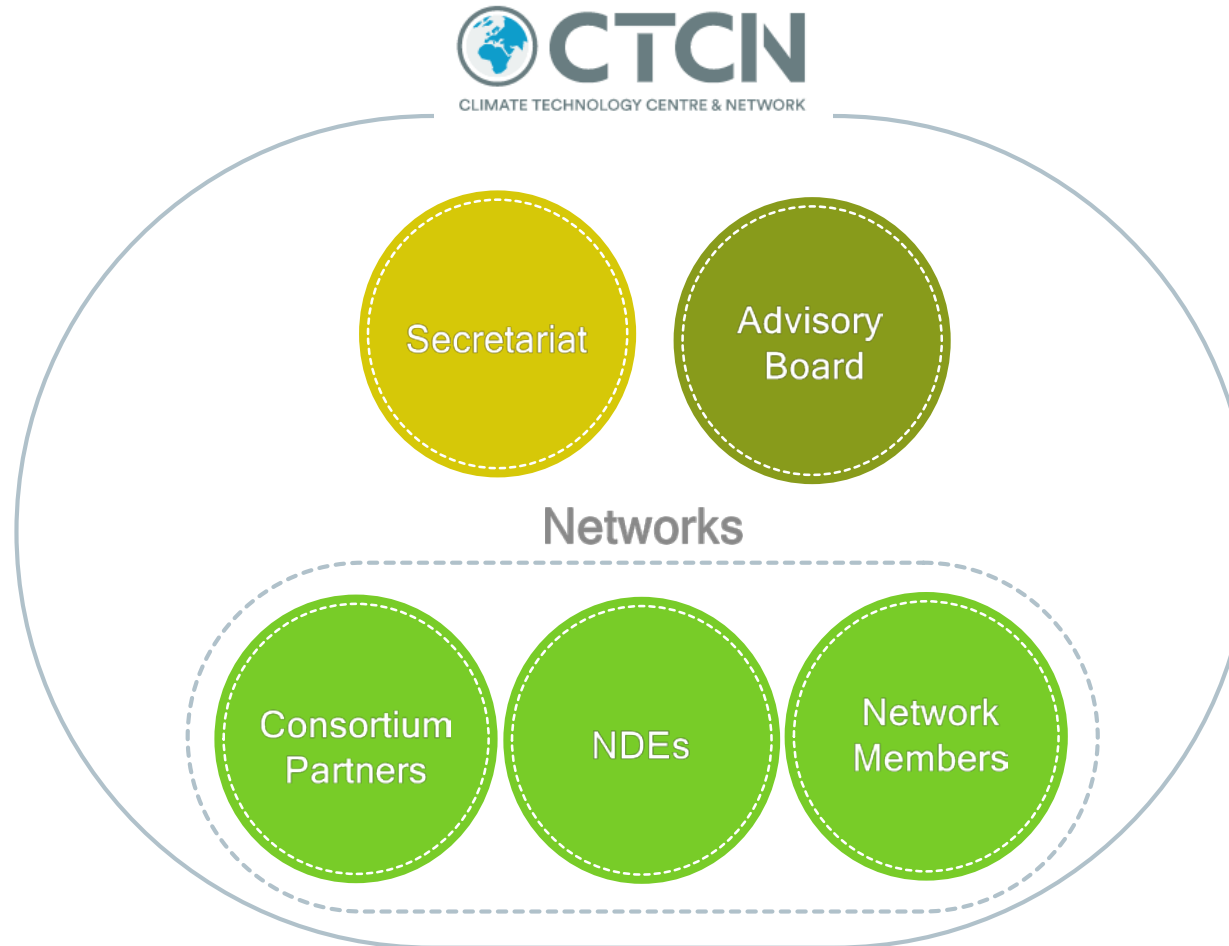 CTCN
CLIMATE TECHNOLOGY CENTRE & NETWORK
Secretariat
Advisory
Board
Networks
Consortium
Partners
NDEs
Network
Members